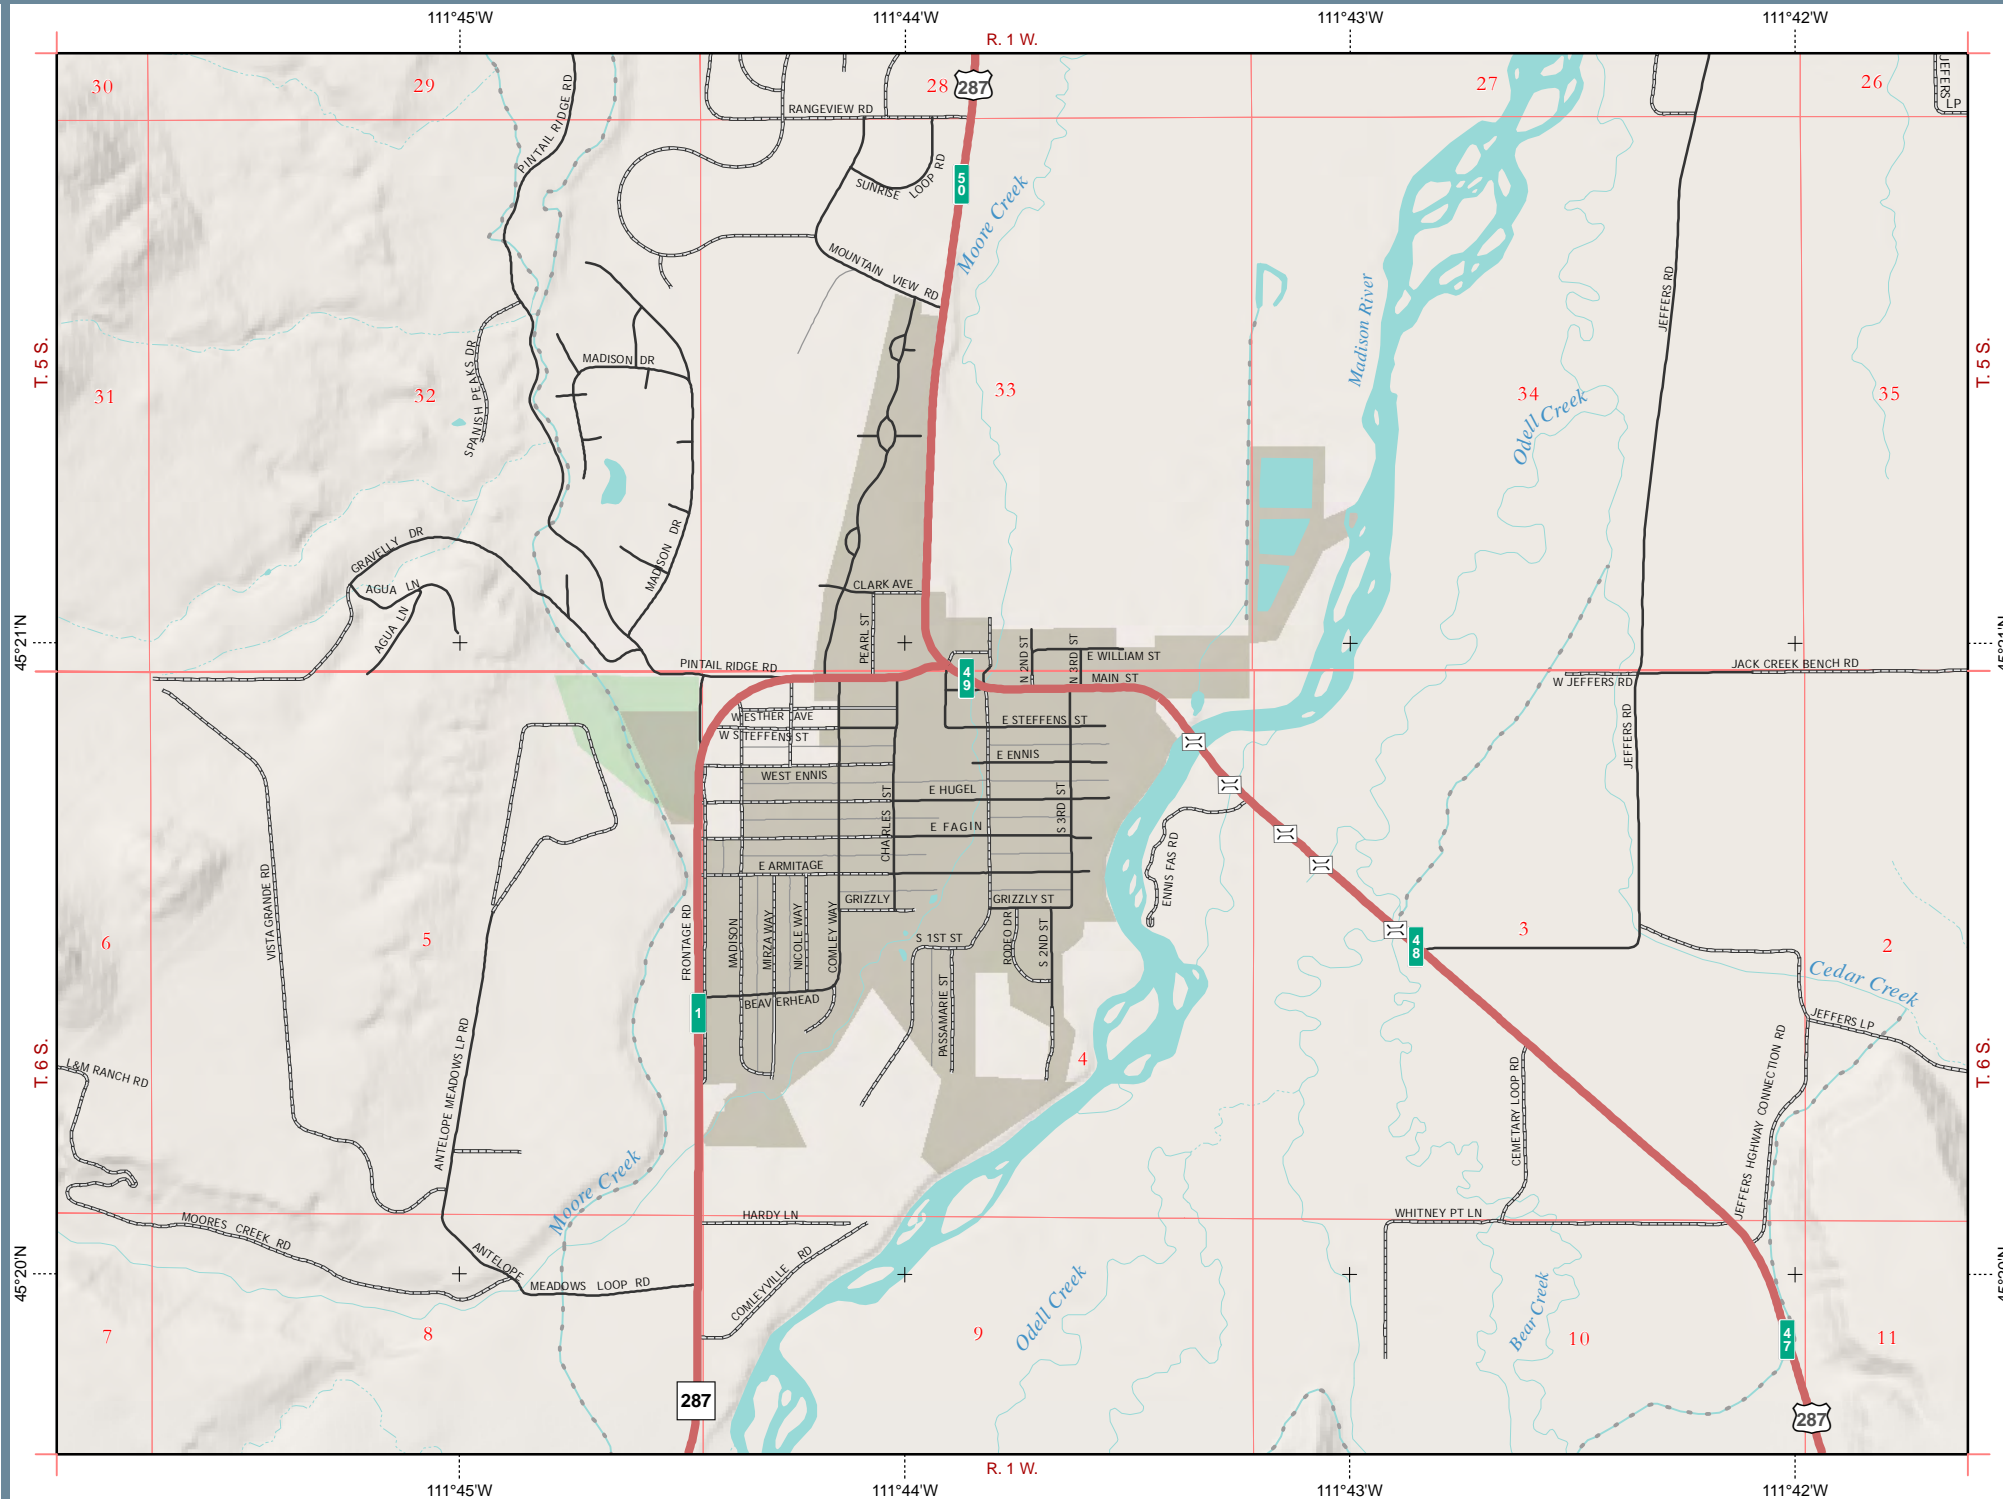 111°45'W
111°44'W
111°43'W
111°42'W
R. 1 W.
30
29
28
287
27
26
JEFFERS
LP
PINTAIL RIDGE RD
RANGEVIEW RD
SUNRISE LOOP RD
50
Moore Creek
MOUNTAIN VIEW RD
Madison River
JEFFERS RD
T. 5 S.
T. 5 S.
SPANISH PEAKS DR
MADISON DR
31
32
33
34
35
Odell Creek
GRAVELLY DR
AGUA LN
AGUA LN
MADISON DR
CLARK AVE
PEARL ST
N 2ND ST
N 3RD ST
E WILLIAM ST
45°21'N
45°21'N
PINTAIL RIDGE RD
49
MAIN ST
JACK CREEK BENCH RD
W JEFFERS RD
W ESTHER AVE
W STEFFENS ST
E STEFFENS ST
JEFFERS RD
WEST ENNIS
E ENNIS
E HUGEL
CHARLES ST
S 3RD ST
E FAGIN
E ARMITAGE
ENNIS FAS RD
VISTA GRANDE RD
GRIZZLY
GRIZZLY ST
FRONTAGE RD
MADISON
MIRZA WAY
NICOLE WAY
COMLEY WAY
S 1ST ST
RODEO DR
S 2ND ST
6
5
3
2
48
Cedar Creek
BEAVERHEAD
PASSAMARIE ST
1
JEFFERS LP
T. 6 S.
T. 6 S.
L&M RANCH RD
ANTELOPE MEADOWS LP RD
4
CEMETARY LOOP RD
JEFFERS HGHWAY CONNECTION RD
Moore Creek
MOORES CREEK RD
HARDY LN
WHITNEY PT LN
ANTELOPE
MEADOWS LOOP RD
COMLEYVILLE RD
45°20'N
45°20'N
Odell Creek
Bear Creek
7
8
9
10
11
47
287
287
R. 1 W.
111°45'W
111°44'W
111°43'W
111°42'W